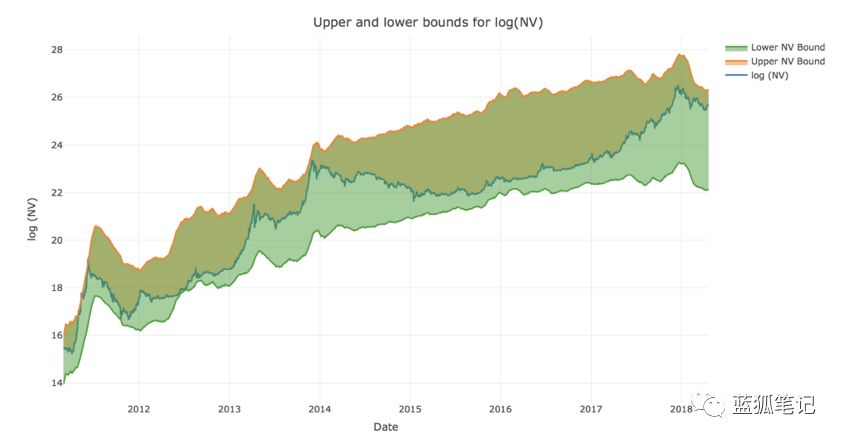 Upper and lower bounds for log(NV)
Lower NV Bound
Upper NV Bound
log (NV)
log (NV)
28
26
24
22
20
18
16
14
2012
2013
2014
2015
2016
2017
2018
Date
蓝狐笔记